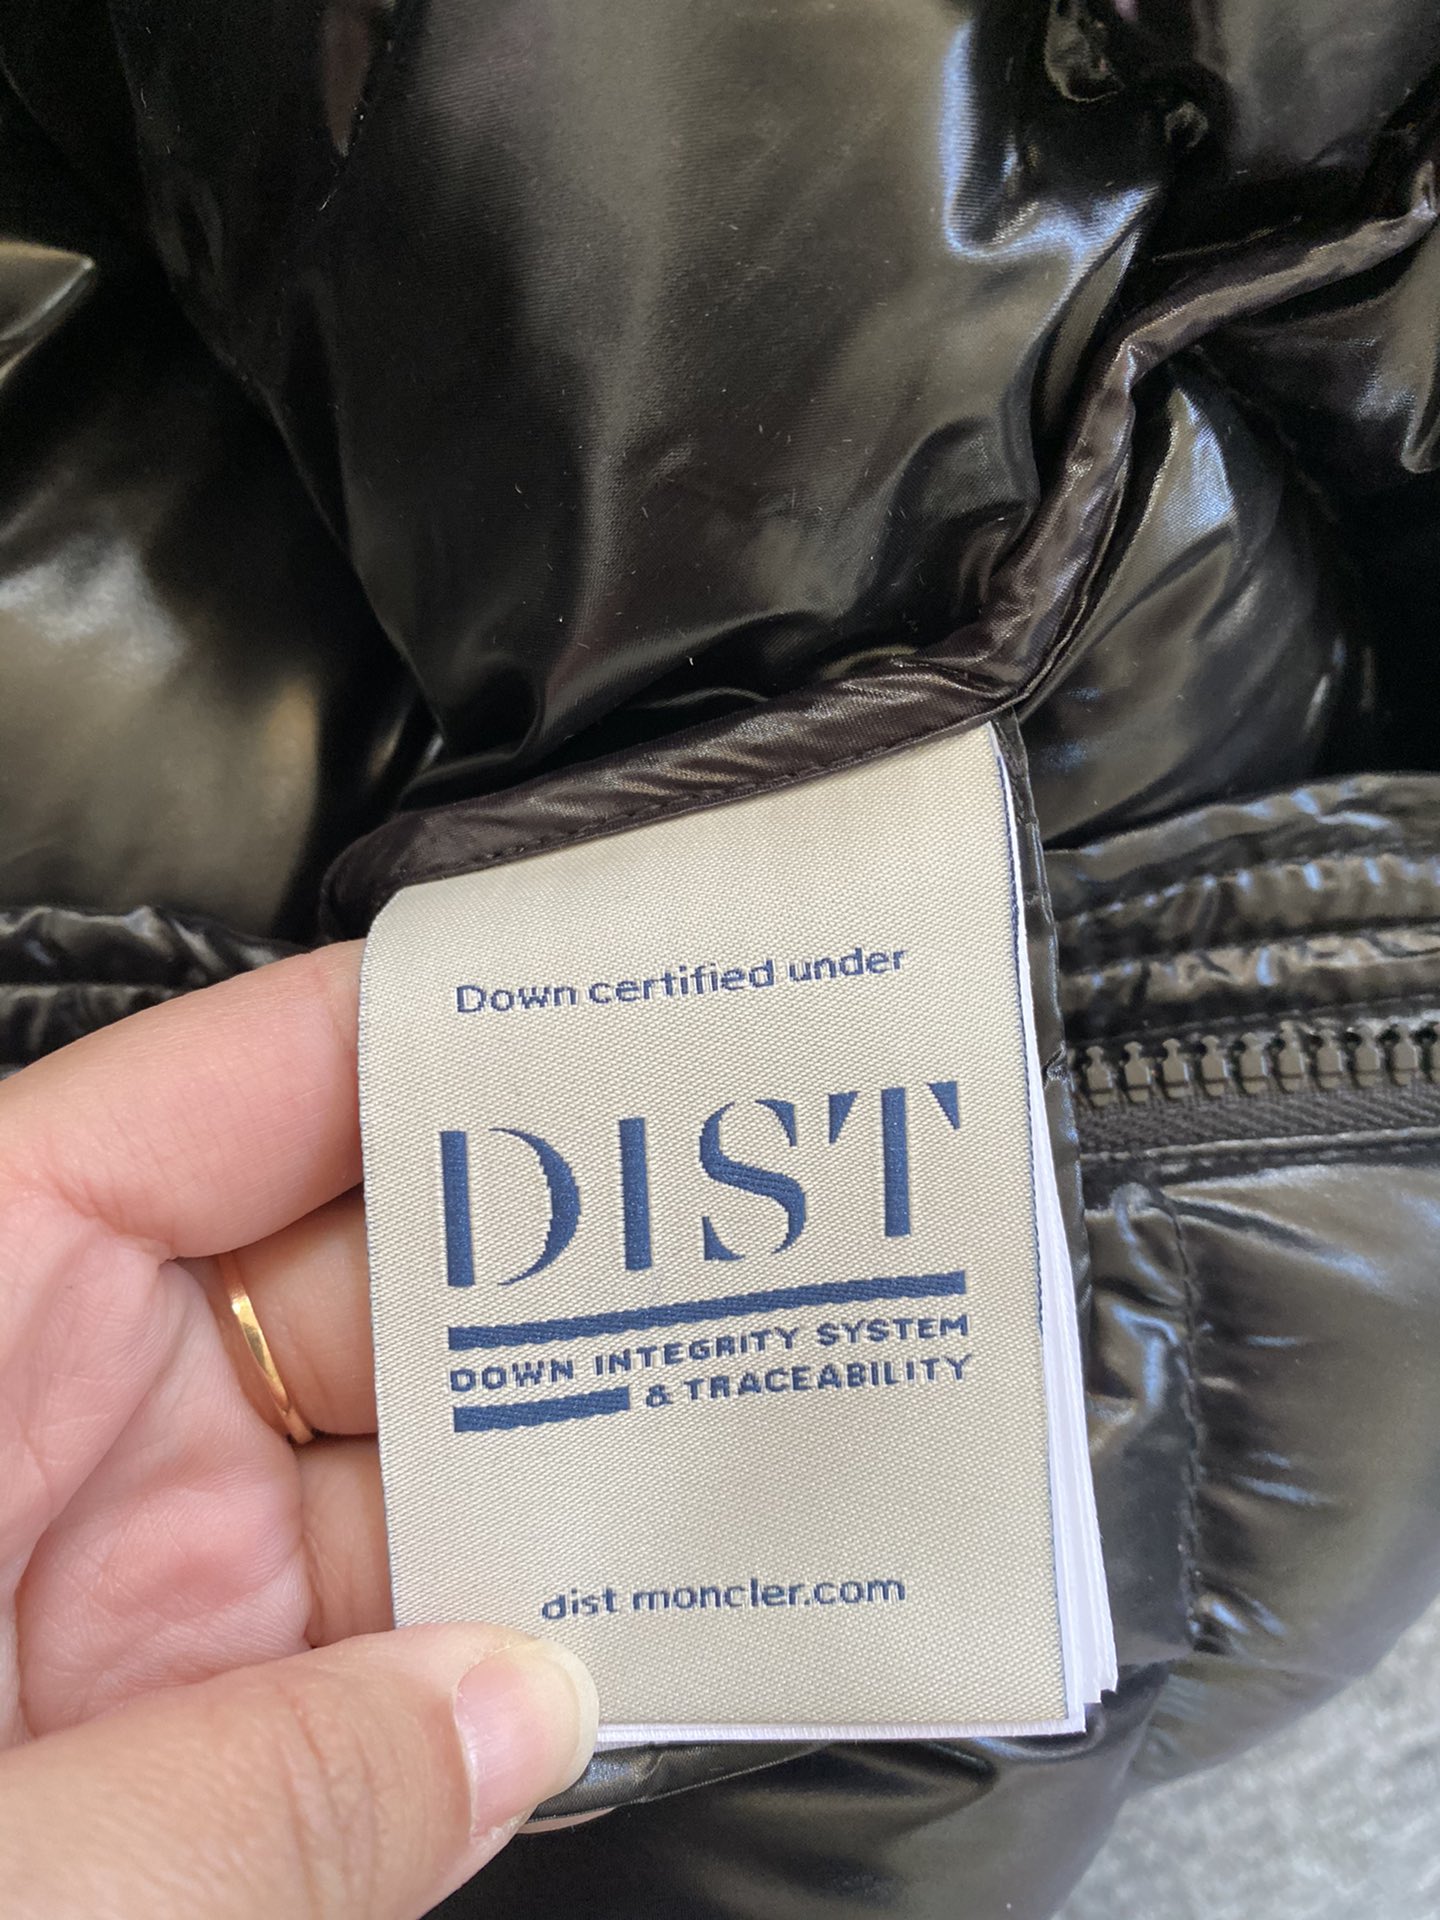 Down certified under
DIST
DOWN INTEGRITY SYSTEM
& TRACEABILITY
dist moncler.com